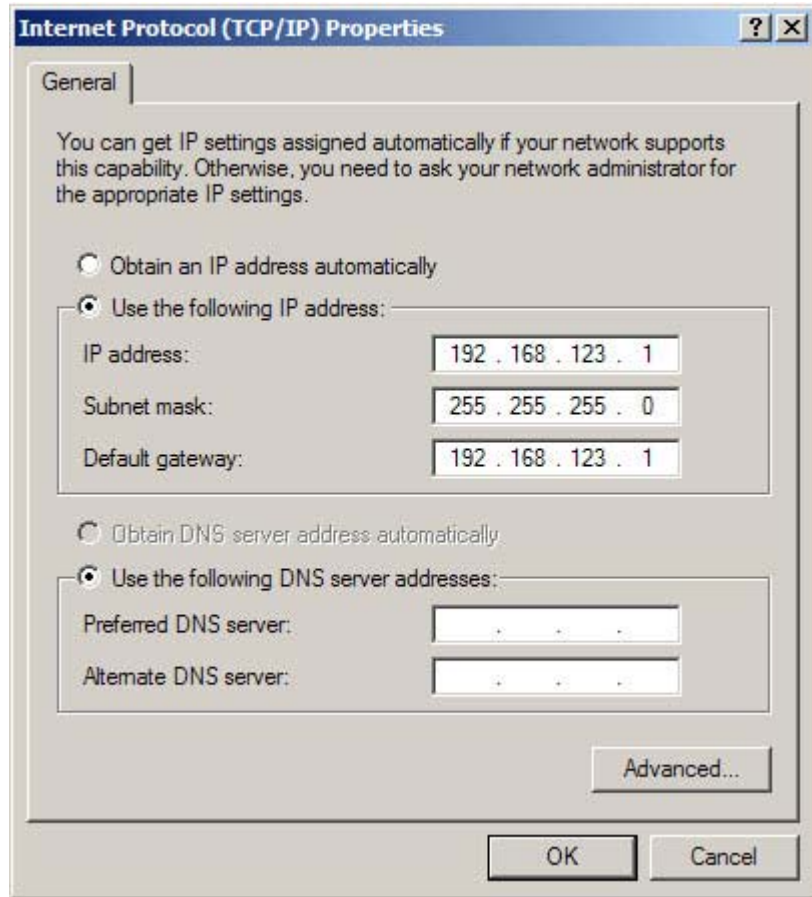 Internet Protocol (TCP/IP) Properties
General
You can get IP settings assigned automatically if your network supports
this capability. Otherwise, you need to ask your network administrator for
the appropriate IP settings.
Obtain an IP address automatically
Use the following IP address:
IP address: 192 . 168 . 123 . 1
Subnet mask: 255 . 255 . 255 . 0
Default gateway: 192 . 168 . 123 . 1
Obtain DNS server address automatically
Use the following DNS server addresses:
Preferred DNS server: . . .
Alternate DNS server: . . .
Advanced...
OK Cancel